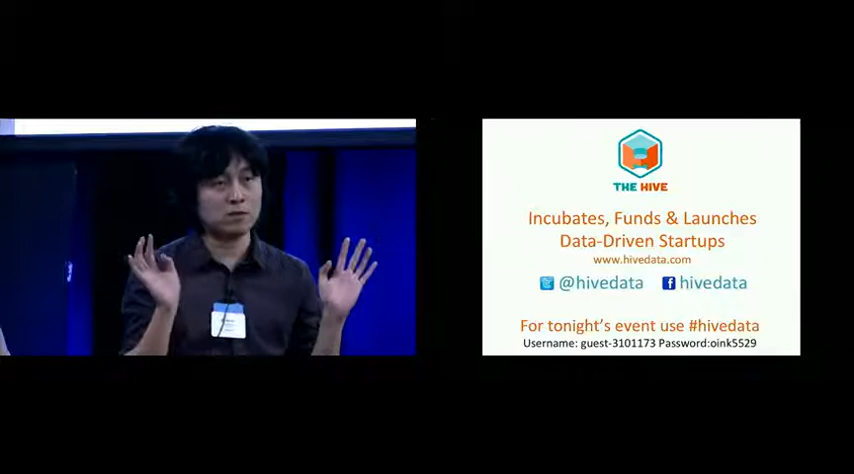 THE HIVE
Incubates, Funds & Launches
Data-Driven Startups
www.hivedata.com
@hivedata hivedata
For tonight's event use #hivedata
Username: guest-3101173 Password:oink5529